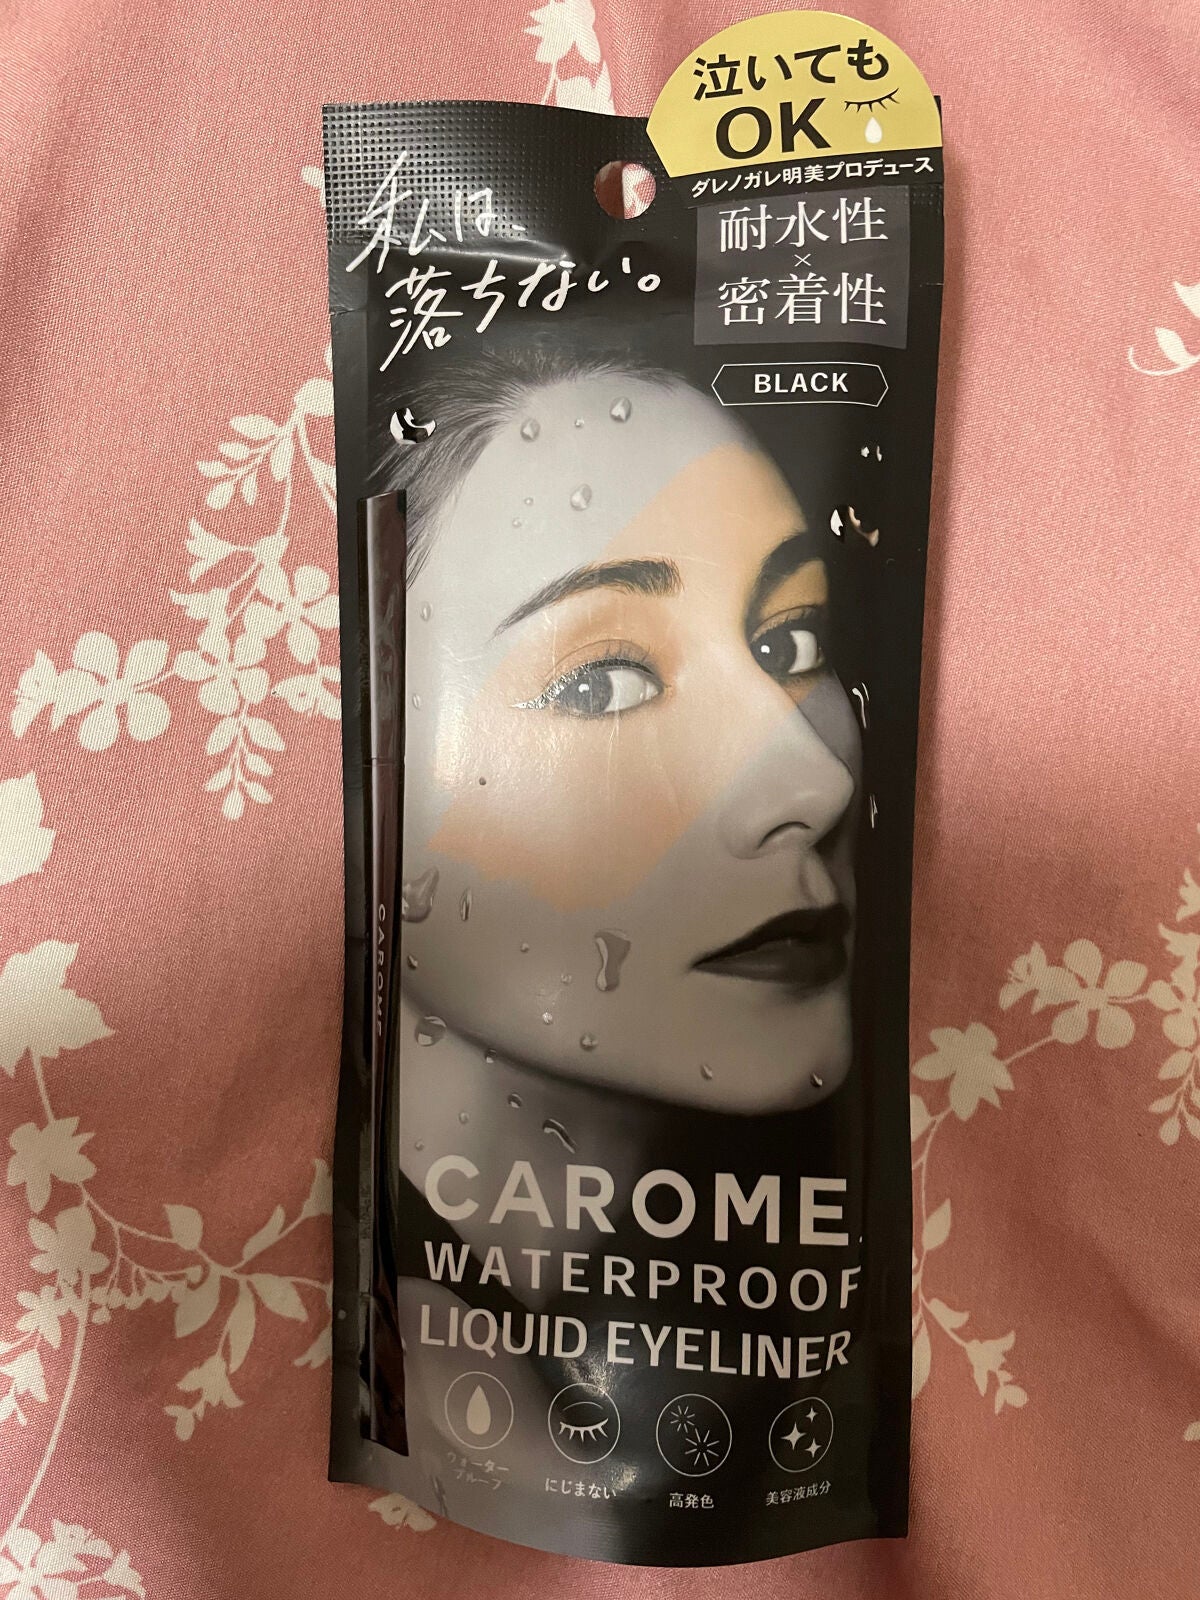 泣いても
OK
ダレノガレ明美プロデュース
私は、
落ちない。
耐水性
×
密着性
BLACK
CAROME
CAROME.
WATERPROOF
LIQUID EYELINER
ウォーター
プルーフ
にじまない
高発色
美容液成分